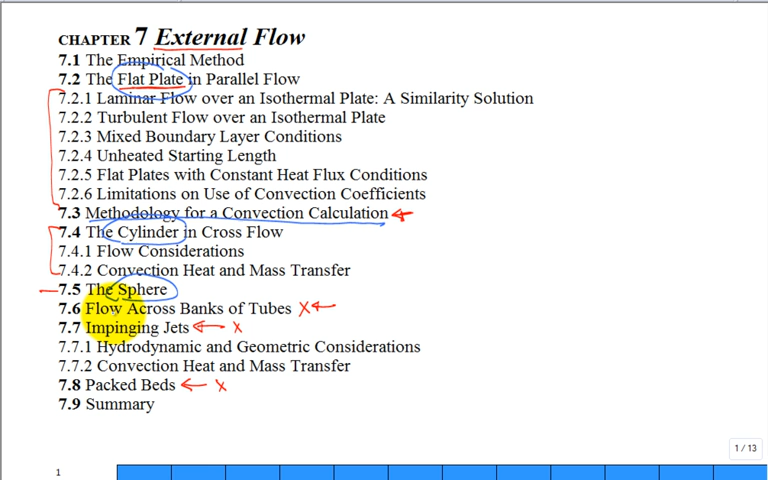 CHAPTER 7 External Flow
7.1 The Empirical Method
7.2 The Flat Plate in Parallel Flow
7.2.1 Laminar Flow over an Isothermal Plate: A Similarity Solution
7.2.2 Turbulent Flow over an Isothermal Plate
7.2.3 Mixed Boundary Layer Conditions
7.2.4 Unheated Starting Length
7.2.5 Flat Plates with Constant Heat Flux Conditions
7.2.6 Limitations on Use of Convection Coefficients
7.3 Methodology for a Convection Calculation
7.4 The Cylinder in Cross Flow
7.4.1 Flow Considerations
7.4.2 Convection Heat and Mass Transfer
7.5 The Sphere
7.6 Flow Across Banks of Tubes x
7.7 Impinging Jets x
7.7.1 Hydrodynamic and Geometric Considerations
7.7.2 Convection Heat and Mass Transfer
7.8 Packed Beds x
7.9 Summary
1 / 13
1